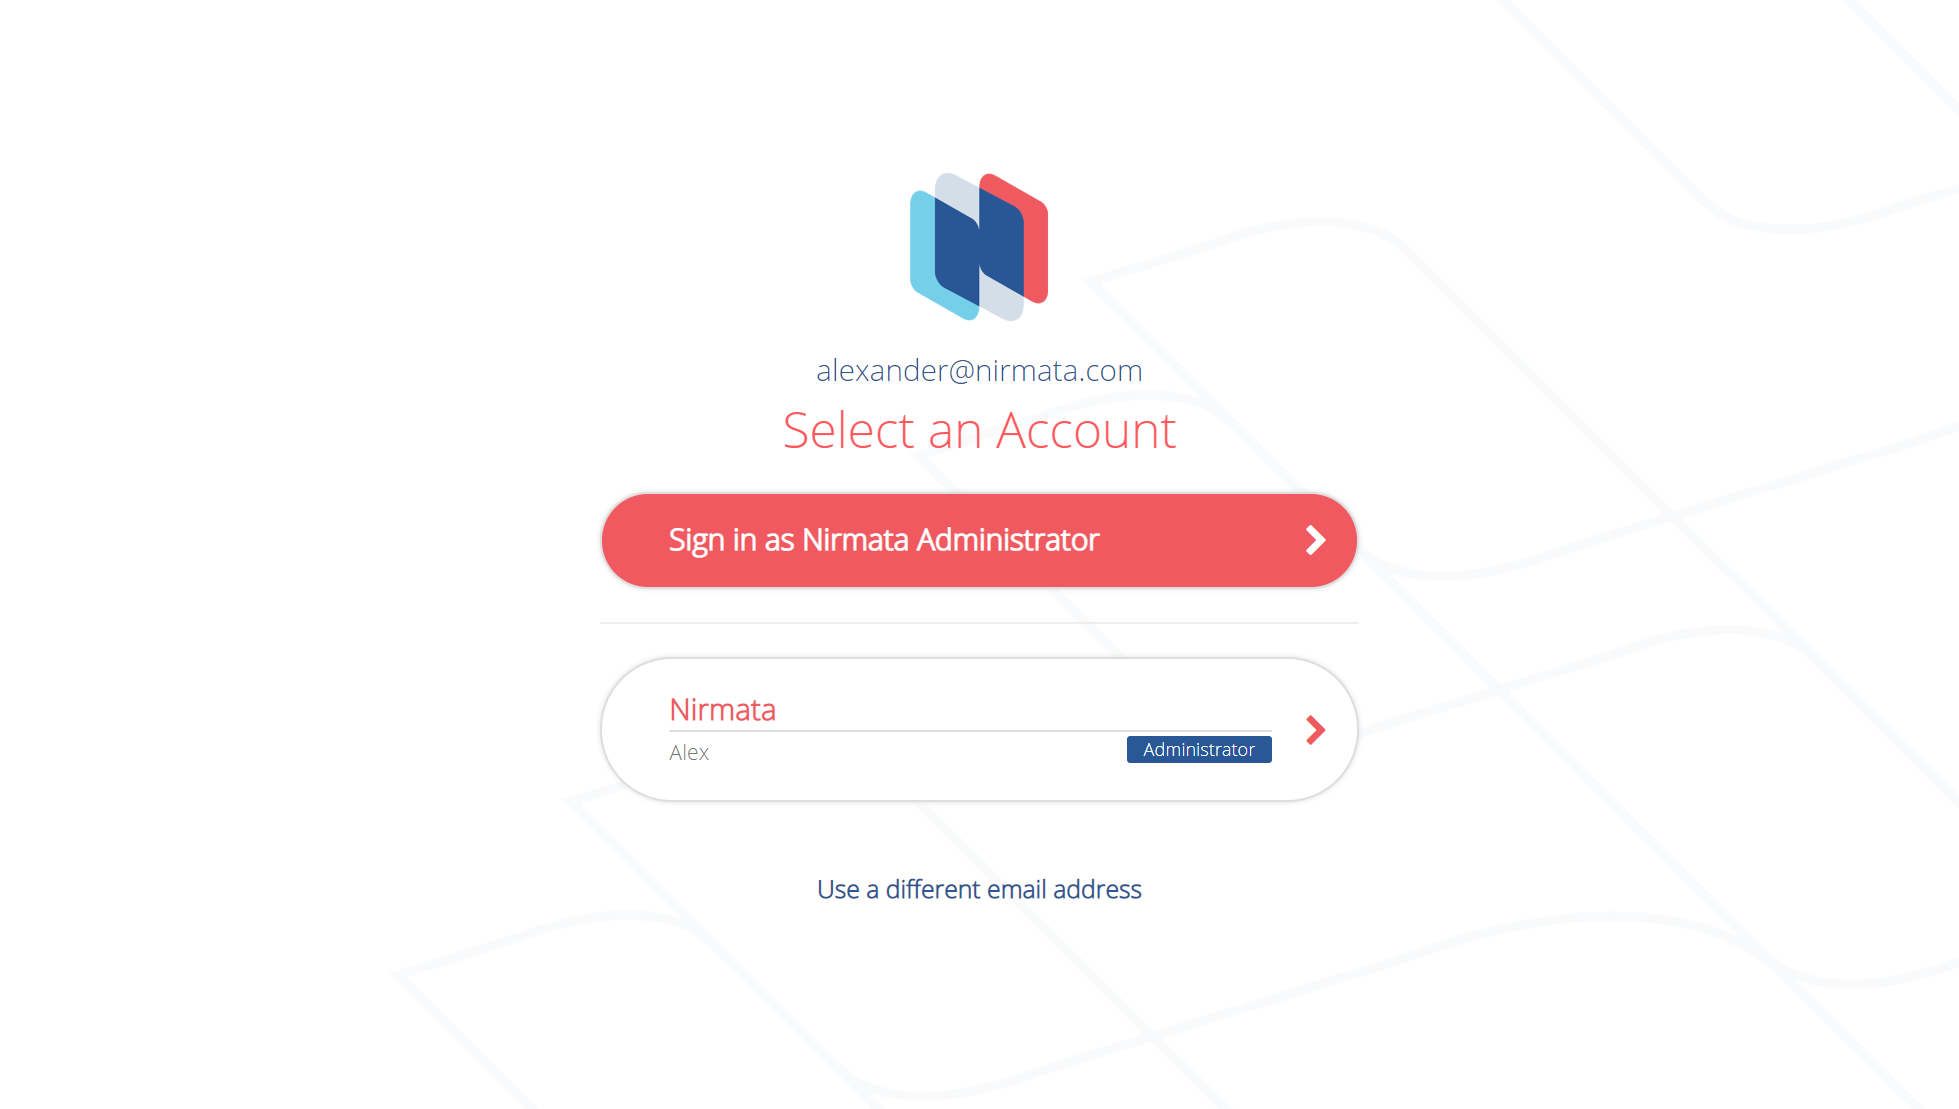 alexander@nirmata.com
Select an Account
Sign in as Nirmata Administrator
Nirmata
Alex
Administrator
Use a different email address